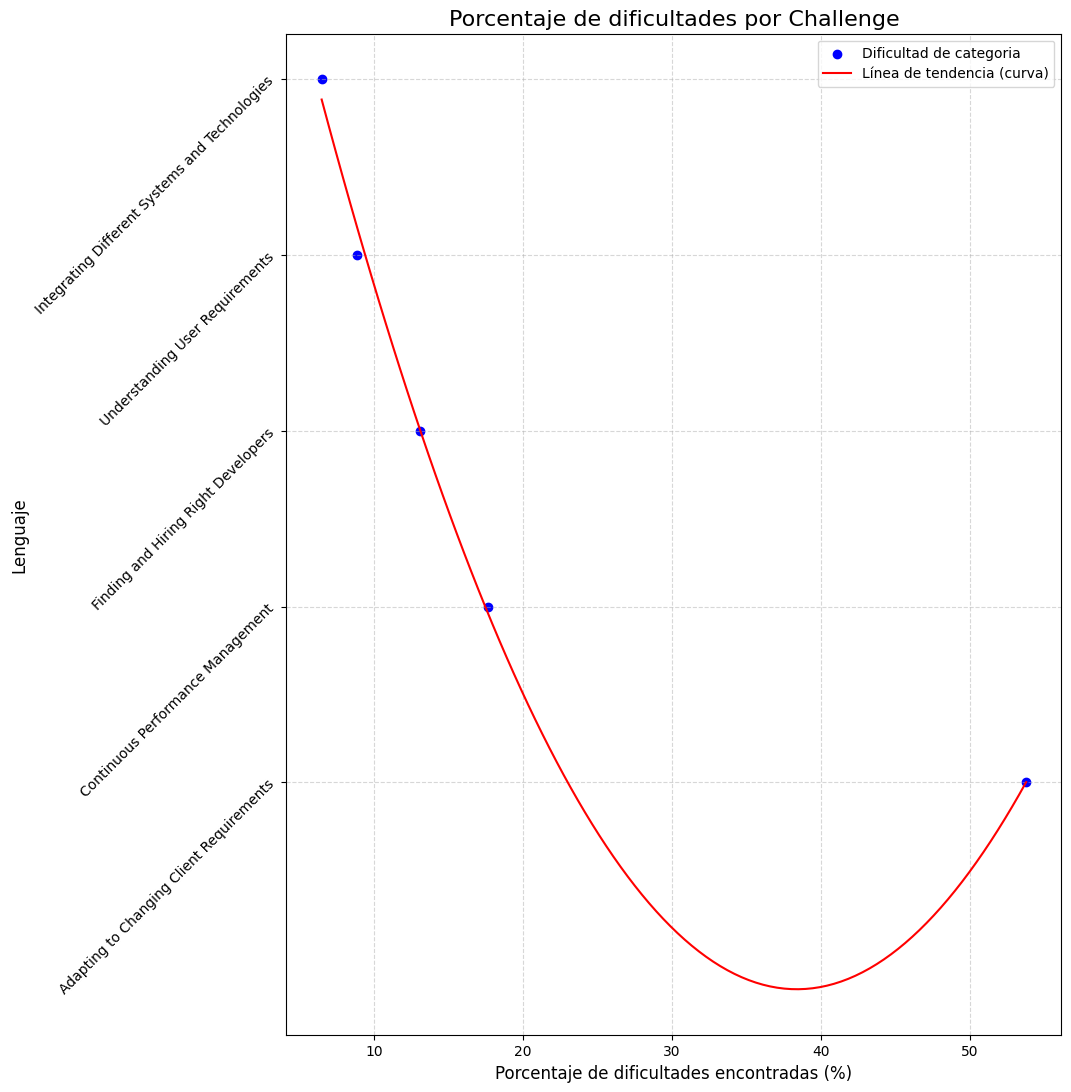 Porcentaje de dificultades por Challenge
Dificultad de categoria
Línea de tendencia (curva)
Integrating Different Systems and Technologies
Understanding User Requirements
Finding and Hiring Right Developers
Continuous Performance Management
Adapting to Changing Client Requirements
Lenguaje
10
20
30
40
50
Porcentaje de dificultades encontradas (%)